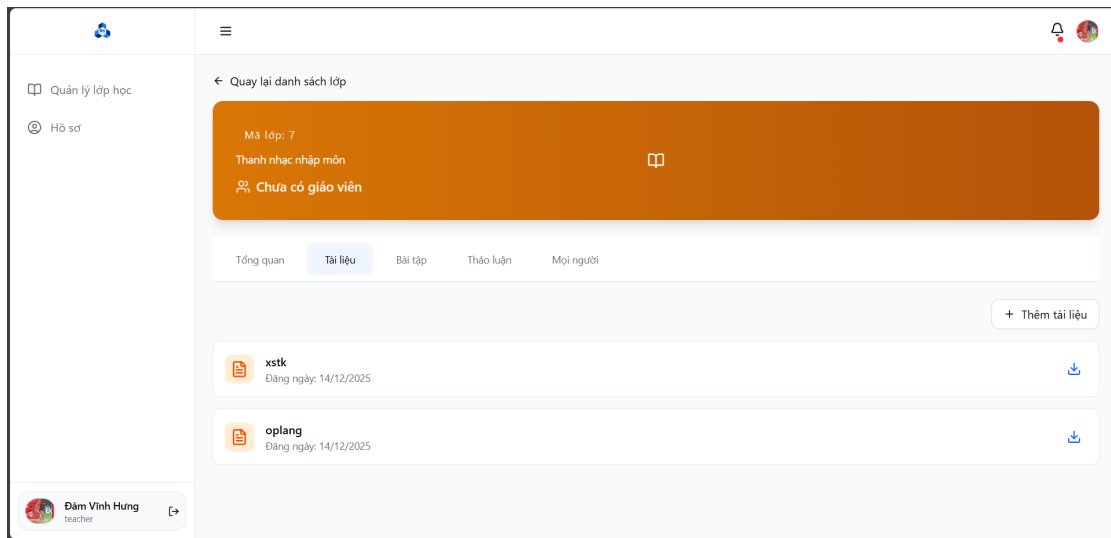 Quản lý lớp học
Hồ sơ
Quay lại danh sách lớp
Mã lớp: 7
Thanh nhạc nhập môn
Chưa có giáo viên
Tổng quan
Tài liệu
Bài tập
Thảo luận
Mọi người
+ Thêm tài liệu
xstk
Đăng ngày: 14/12/2025
oplang
Đăng ngày: 14/12/2025
Đàm Vĩnh Hưng
teacher